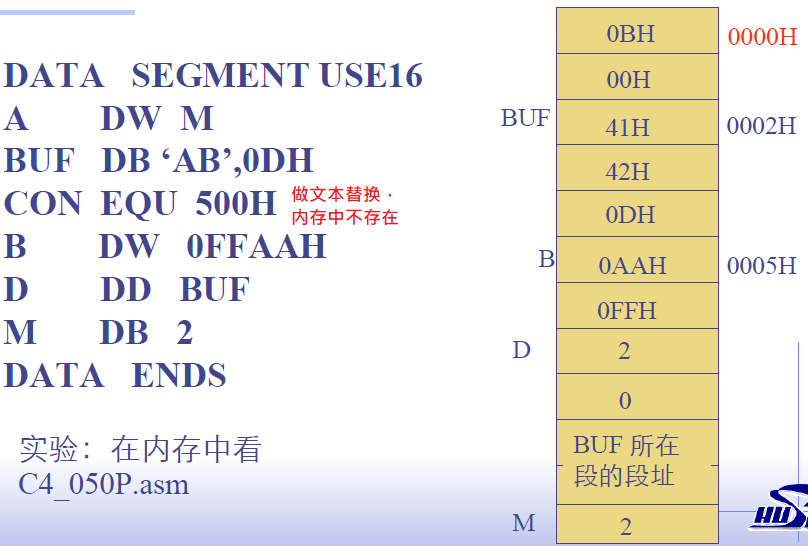 DATA SEGMENT USE16
A DW M
BUF DB ‘AB’,0DH
CON EQU 500H
做文本替换，
内存中不存在
B DW 0FFAAH
D DD BUF
M DB 2
DATA ENDS
实验：在内存中看
C4_050P.asm
0BH 0000H
00H
BUF 41H 0002H
42H
0DH
B 0AAH 0005H
0FFH
D 2
0
BUF 所在
段的段址
M 2